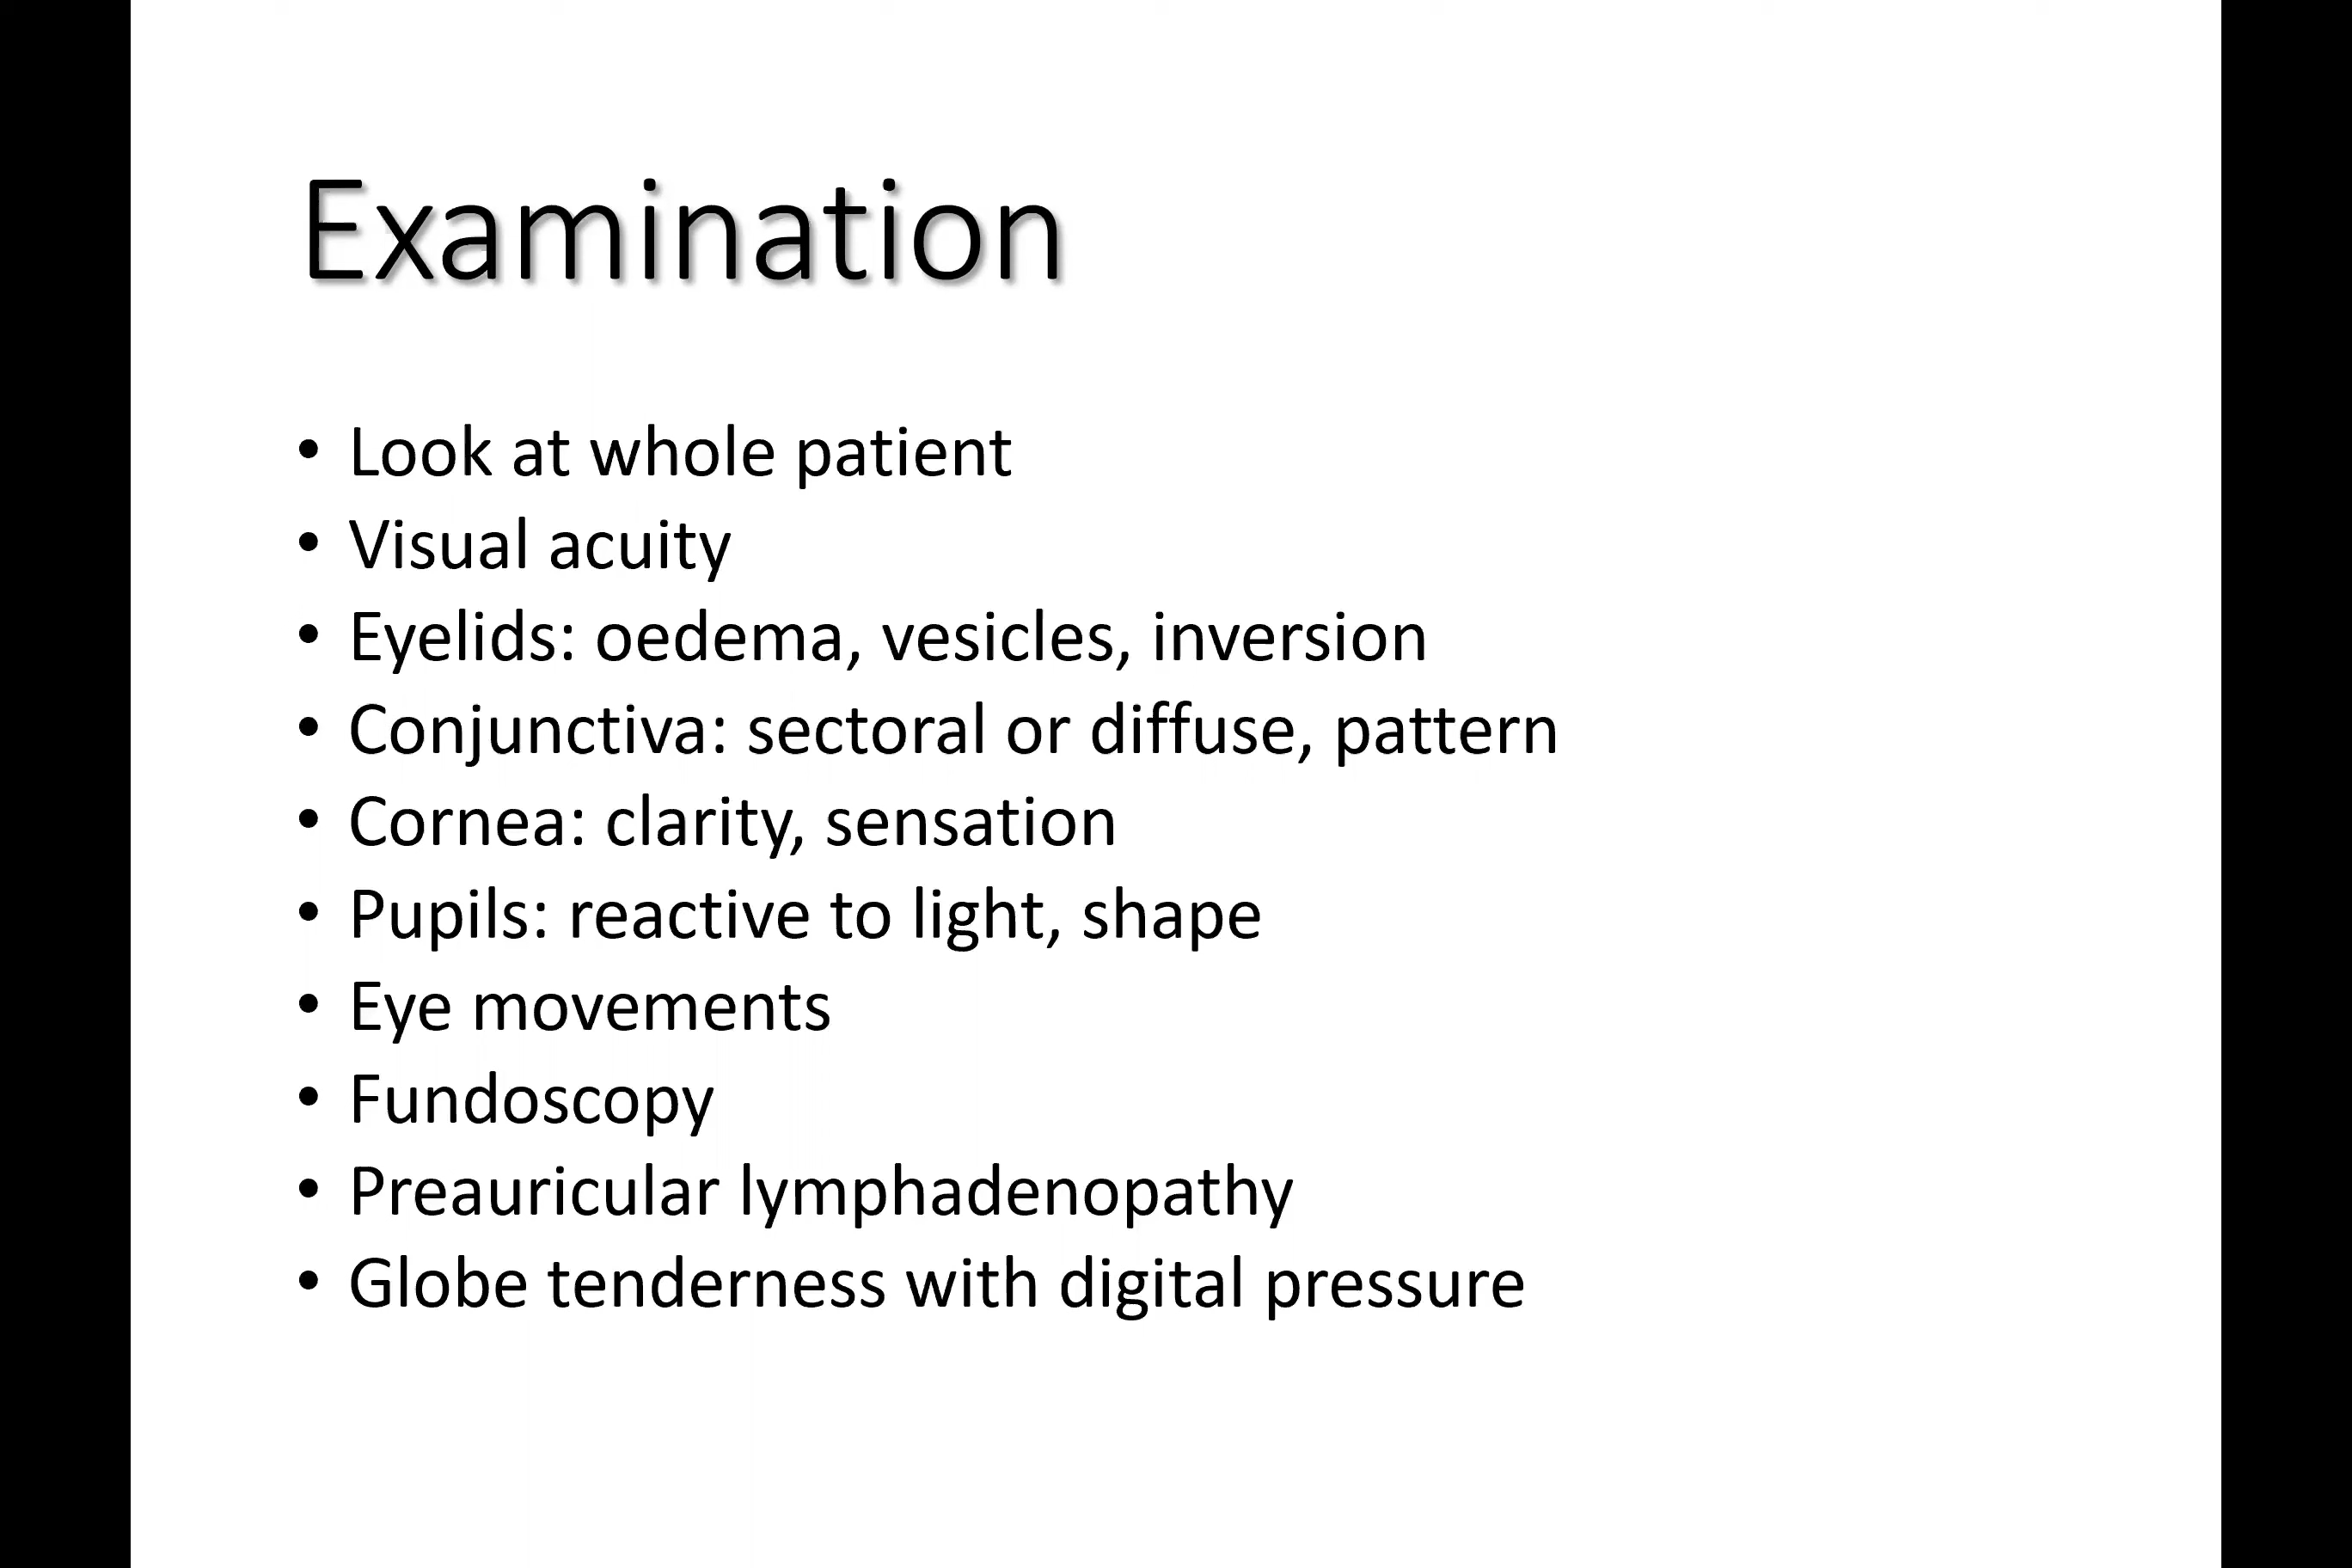 Examination
• Look at whole patient
• Visual acuity
• Eyelids: oedema, vesicles, inversion
• Conjunctiva: sectoral or diffuse, pattern
• Cornea: clarity, sensation
• Pupils: reactive to light, shape
• Eye movements
• Fundoscopy
• Preauricular lymphadenopathy
• Globe tenderness with digital pressure